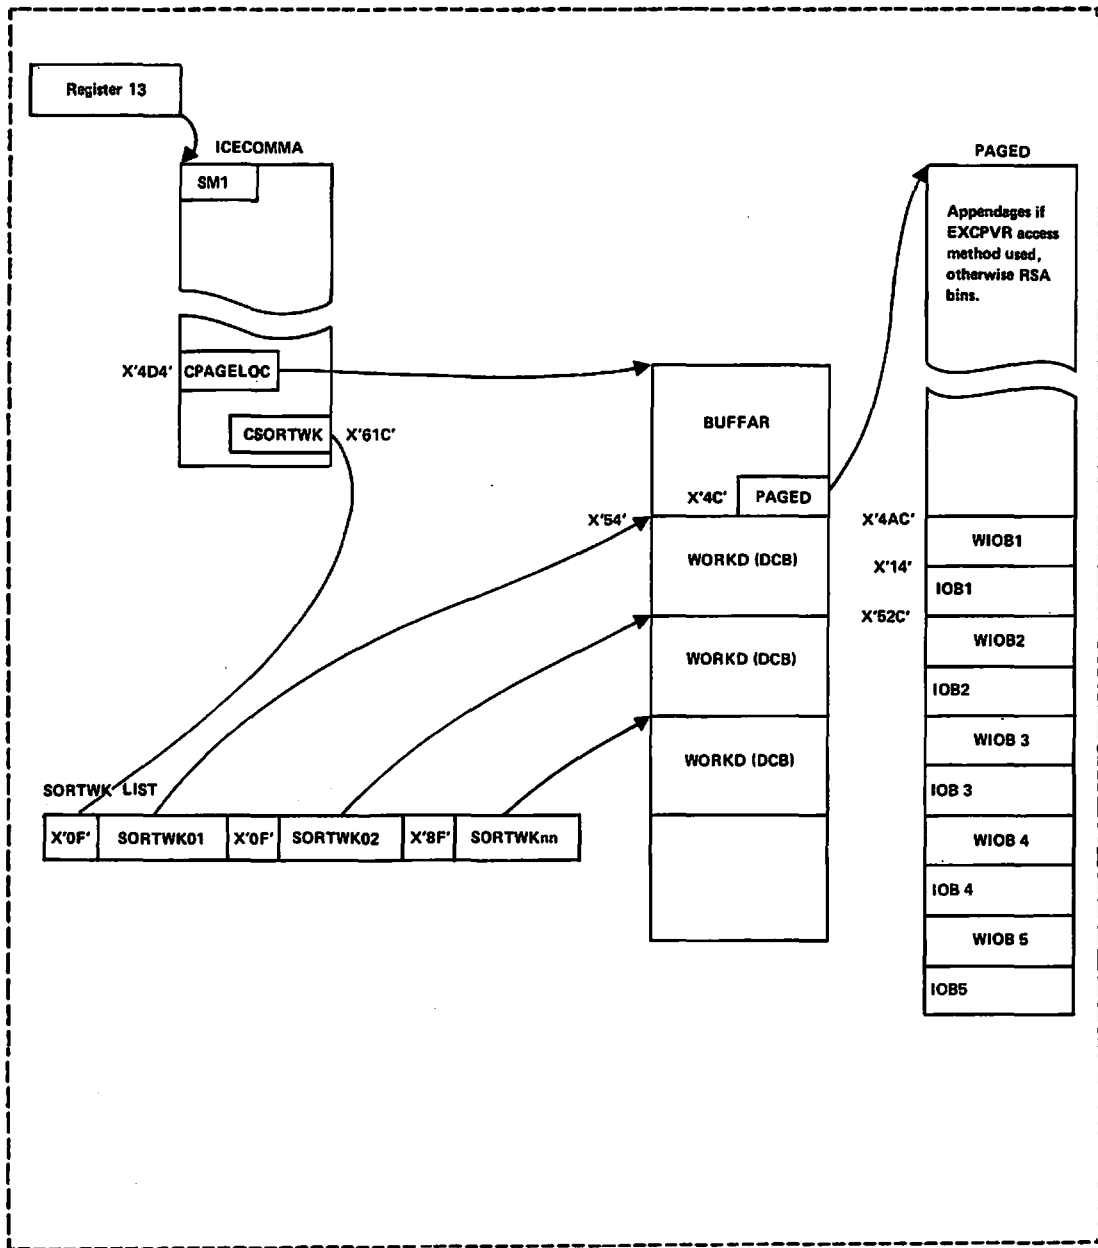 Register 13
ICECOMMA
SM1
X'4D4'
CPAGELOC
CSORTWK
X'61C'
BUFFAR
X'4C'
PAGED
X'54'
WORKD (DCB)
WORKD (DCB)
WORKD (DCB)
PAGED
Appendages if
EXCPVR access
method used,
otherwise RSA
bins.
X'4AC'
WIOB1
X'14'
IOB1
X'52C'
WIOB2
IOB2
WIOB 3
IOB 3
WIOB 4
IOB 4
WIOB 5
IOB5
SORTWK LIST
X'0F' SORTWK01 X'0F' SORTWK02 X'8F' SORTWKnn